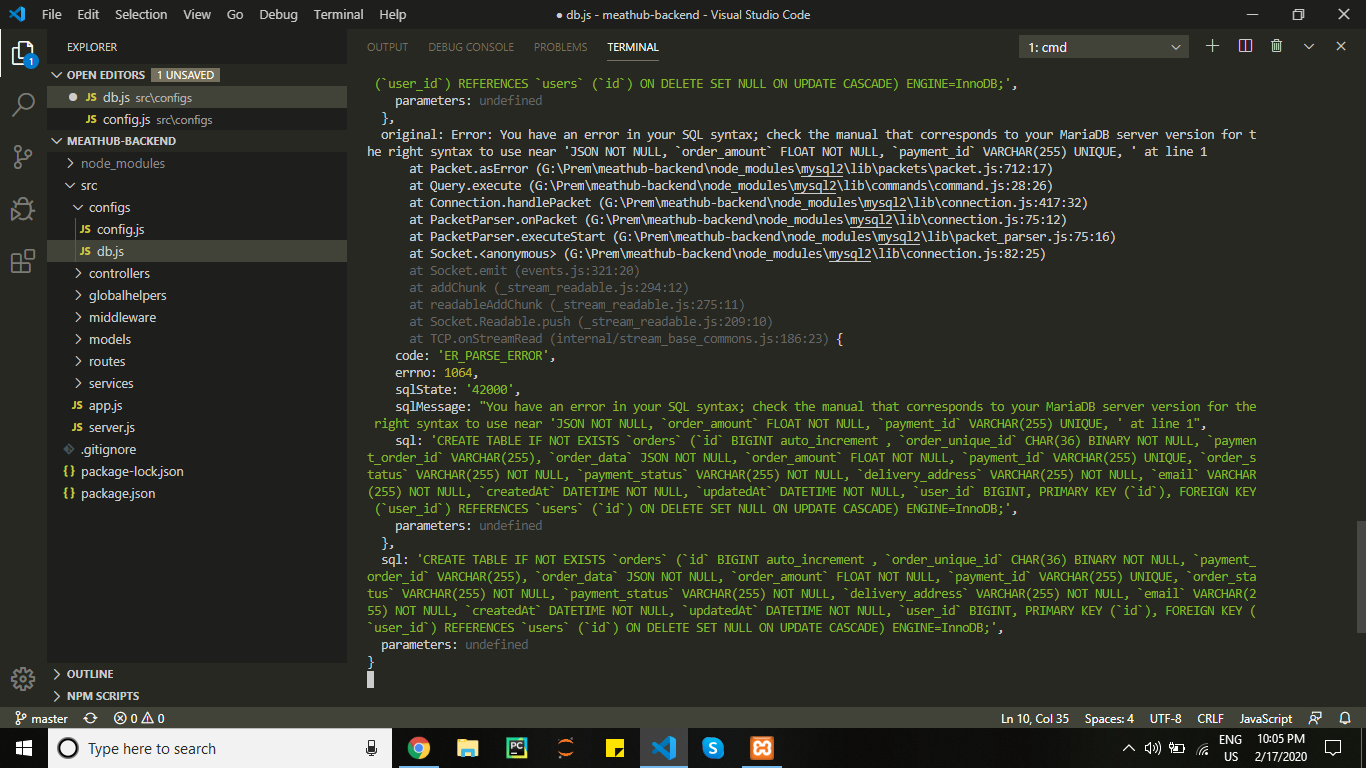 File Edit Selection View Go Debug Terminal Help
● db.js - meathub-backend - Visual Studio Code
EXPLORER
OPEN EDITORS 1 UNSAVED
JS db.js src\configs
JS config.js src\configs
MEATHUB-BACKEND
node_modules
src
configs
JS config.js
JS db.js
controllers
globalhelpers
middleware
models
routes
services
JS app.js
JS server.js
.gitignore
{} package-lock.json
{} package.json
OUTLINE
NPM SCRIPTS
1
OUTPUT DEBUG CONSOLE PROBLEMS TERMINAL
1: cmd
(`user_id`) REFERENCES `users` (`id`) ON DELETE SET NULL ON UPDATE CASCADE) ENGINE=InnoDB;',
parameters: undefined
},
original: Error: You have an error in your SQL syntax; check the manual that corresponds to your MariaDB server version for t
he right syntax to use near 'JSON NOT NULL, `order_amount` FLOAT NOT NULL, `payment_id` VARCHAR(255) UNIQUE, ' at line 1
at Packet.asError (G:\Prem\meathub-backend\node_modules\mysql2\lib\packets\packet.js:712:17)
at Query.execute (G:\Prem\meathub-backend\node_modules\mysql2\lib\commands\command.js:28:26)
at Connection.handlePacket (G:\Prem\meathub-backend\node_modules\mysql2\lib\connection.js:417:32)
at PacketParser.onPacket (G:\Prem\meathub-backend\node_modules\mysql2\lib\connection.js:75:12)
at PacketParser.executeStart (G:\Prem\meathub-backend\node_modules\mysql2\lib\packet_parser.js:75:16)
at Socket.<anonymous> (G:\Prem\meathub-backend\node_modules\mysql2\lib\connection.js:82:25)
at Socket.emit (events.js:321:20)
at addChunk (_stream_readable.js:294:12)
at readableAddChunk (_stream_readable.js:275:11)
at Socket.Readable.push (_stream_readable.js:209:10)
at TCP.onStreamRead (internal/stream_base_commons.js:186:23) {
code: 'ER_PARSE_ERROR',
errno: 1064,
sqlState: '42000',
sqlMessage: "You have an error in your SQL syntax; check the manual that corresponds to your MariaDB server version for the
right syntax to use near 'JSON NOT NULL, `order_amount` FLOAT NOT NULL, `payment_id` VARCHAR(255) UNIQUE, ' at line 1",
sql: 'CREATE TABLE IF NOT EXISTS `orders` (`id` BIGINT auto_increment , `order_unique_id` CHAR(36) BINARY NOT NULL, `paymen
t_order_id` VARCHAR(255), `order_data` JSON NOT NULL, `order_amount` FLOAT NOT NULL, `payment_id` VARCHAR(255) UNIQUE, `order_s
tatus` VARCHAR(255) NOT NULL, `payment_status` VARCHAR(255) NOT NULL, `delivery_address` VARCHAR(255) NOT NULL, `email` VARCHAR
(255) NOT NULL, `createdAt` DATETIME NOT NULL, `updatedAt` DATETIME NOT NULL, `user_id` BIGINT, PRIMARY KEY (`id`), FOREIGN KEY
(`user_id`) REFERENCES `users` (`id`) ON DELETE SET NULL ON UPDATE CASCADE) ENGINE=InnoDB;',
parameters: undefined
},
sql: 'CREATE TABLE IF NOT EXISTS `orders` (`id` BIGINT auto_increment , `order_unique_id` CHAR(36) BINARY NOT NULL, `payment_
order_id` VARCHAR(255), `order_data` JSON NOT NULL, `order_amount` FLOAT NOT NULL, `payment_id` VARCHAR(255) UNIQUE, `order_sta
tus` VARCHAR(255) NOT NULL, `payment_status` VARCHAR(255) NOT NULL, `delivery_address` VARCHAR(255) NOT NULL, `email` VARCHAR(2
55) NOT NULL, `createdAt` DATETIME NOT NULL, `updatedAt` DATETIME NOT NULL, `user_id` BIGINT, PRIMARY KEY (`id`), FOREIGN KEY (
`user_id`) REFERENCES `users` (`id`) ON DELETE SET NULL ON UPDATE CASCADE) ENGINE=InnoDB;',
parameters: undefined
}
master 0 0
Ln 10, Col 35 Spaces: 4 UTF-8 CRLF JavaScript
Type here to search
PC
S
ENG
US
10:05 PM
2/17/2020